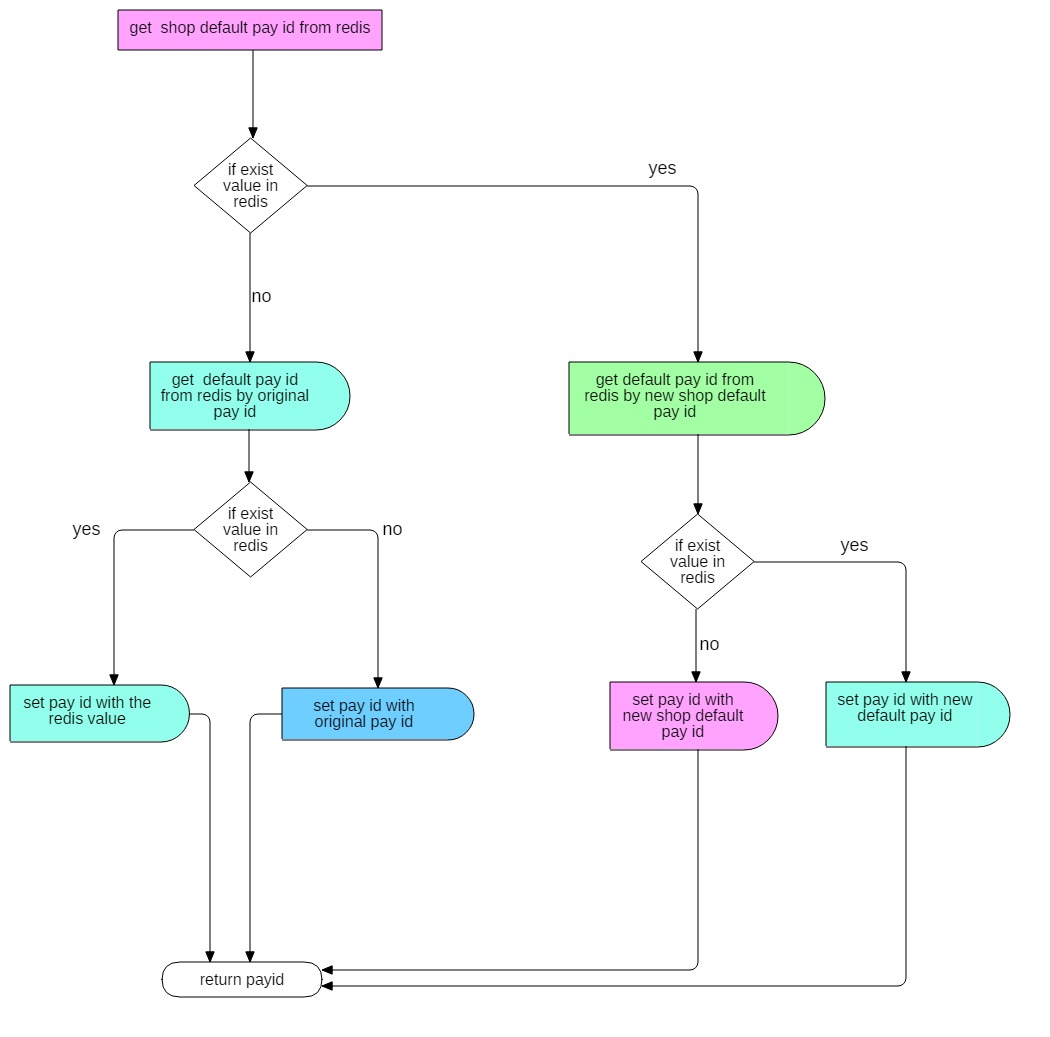 get  shop default pay id from redis
if exist
value in
redis
yes
no
get  default pay id
from redis by original
pay id
get default pay id from
redis by new shop default
pay id
if exist
value in
redis
yes
no
if exist
value in
redis
yes
no
set pay id with the
redis value
set pay id with
original pay id
set pay id with
new shop default
pay id
set pay id with new
default pay id
return payid